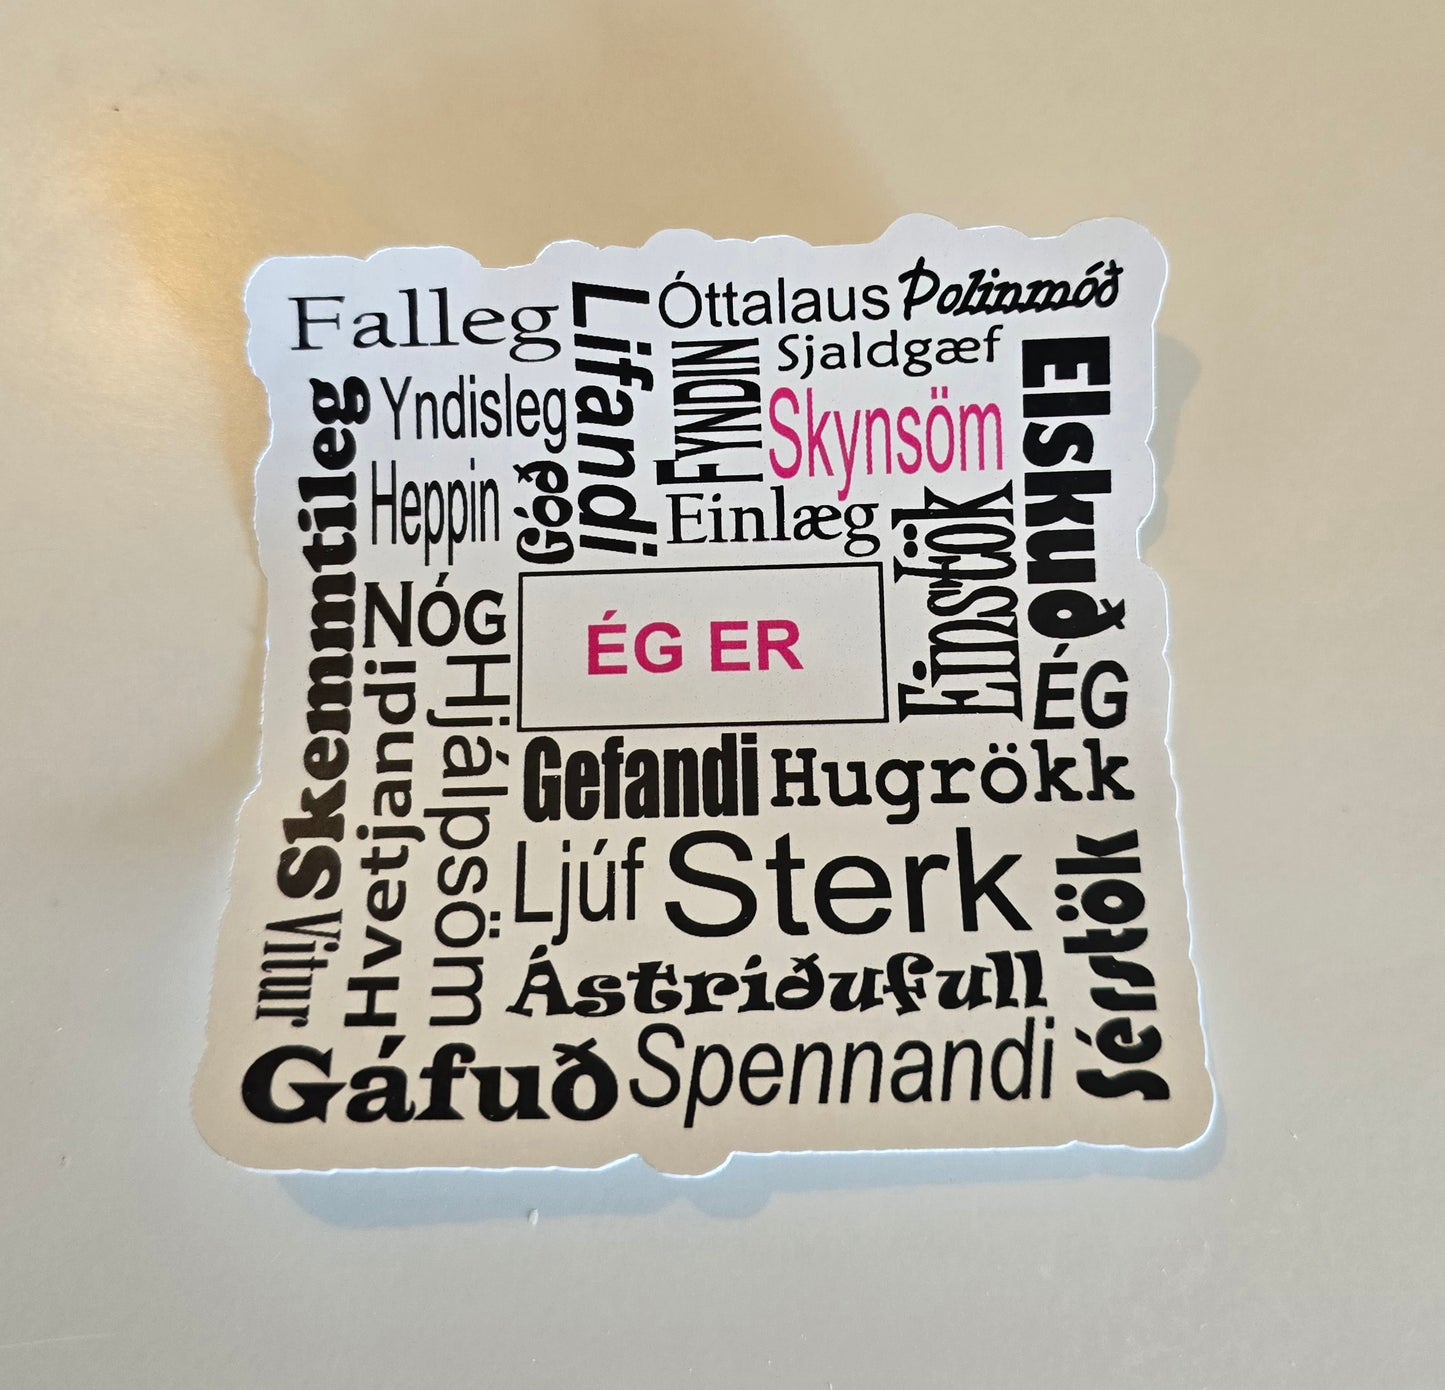 Falleg
Lifandi
Óttalaus
Þolinmóð
Sjaldgæf
FYNDIN
Skynsöm
Elskuð
Skemmtileg
Yndisleg
Heppin
Góð
Einlæg
Einstök
NÓG
ÉG ER
ÉG
Hvetjandi
Hjálpsöm
Gefandi
Hugrökk
Ljúf
Sterk
Sérstök
Vitur
Ástríðufull
Gáfuð
Spennandi